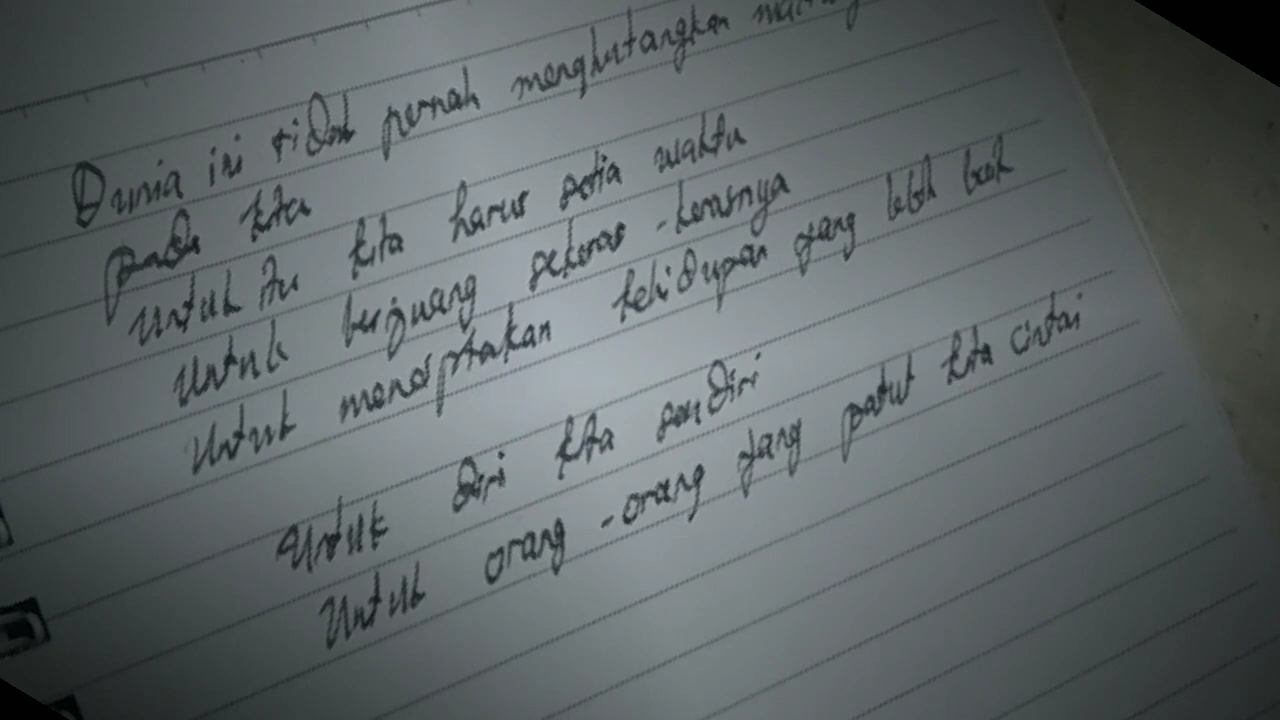 Dunia ini tidak pernah menghutangkan
pada kita
Untuk itu kita harus setia waktu
Untuk berjuang sekeras - kerasnya
Untuk menciptakan kehidupan yang lebih baik
Untuk diri kita sendiri
Untuk orang - orang yang patut kita cintai